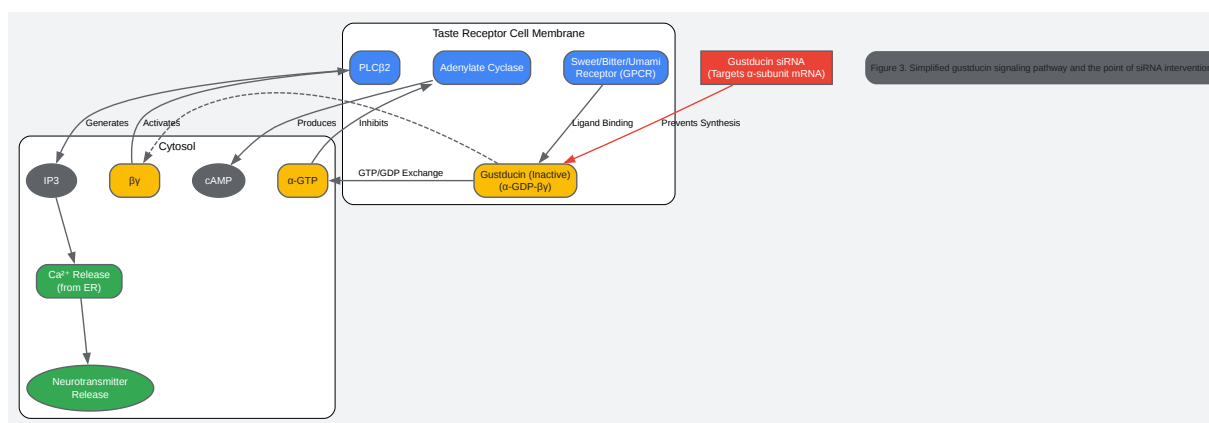 Taste Receptor Cell Membrane
PLCβ2
Adenylate Cyclase
Sweet/Bitter/Umami
Receptor (GPCR)
Gustducin siRNA
(Targets α-subunit mRNA)
Figure 3. Simplified gustducin signaling pathway and the point of siRNA intervention
Generates
Activates
Produces
Inhibits
Ligand Binding
Prevents Synthesis
Cytosol
IP3
βγ
cAMP
α-GTP
GTP/GDP Exchange
Gustducin (Inactive)
(α-GDP-βγ)
Ca²⁺ Release
(from ER)
Neurotransmitter
Release